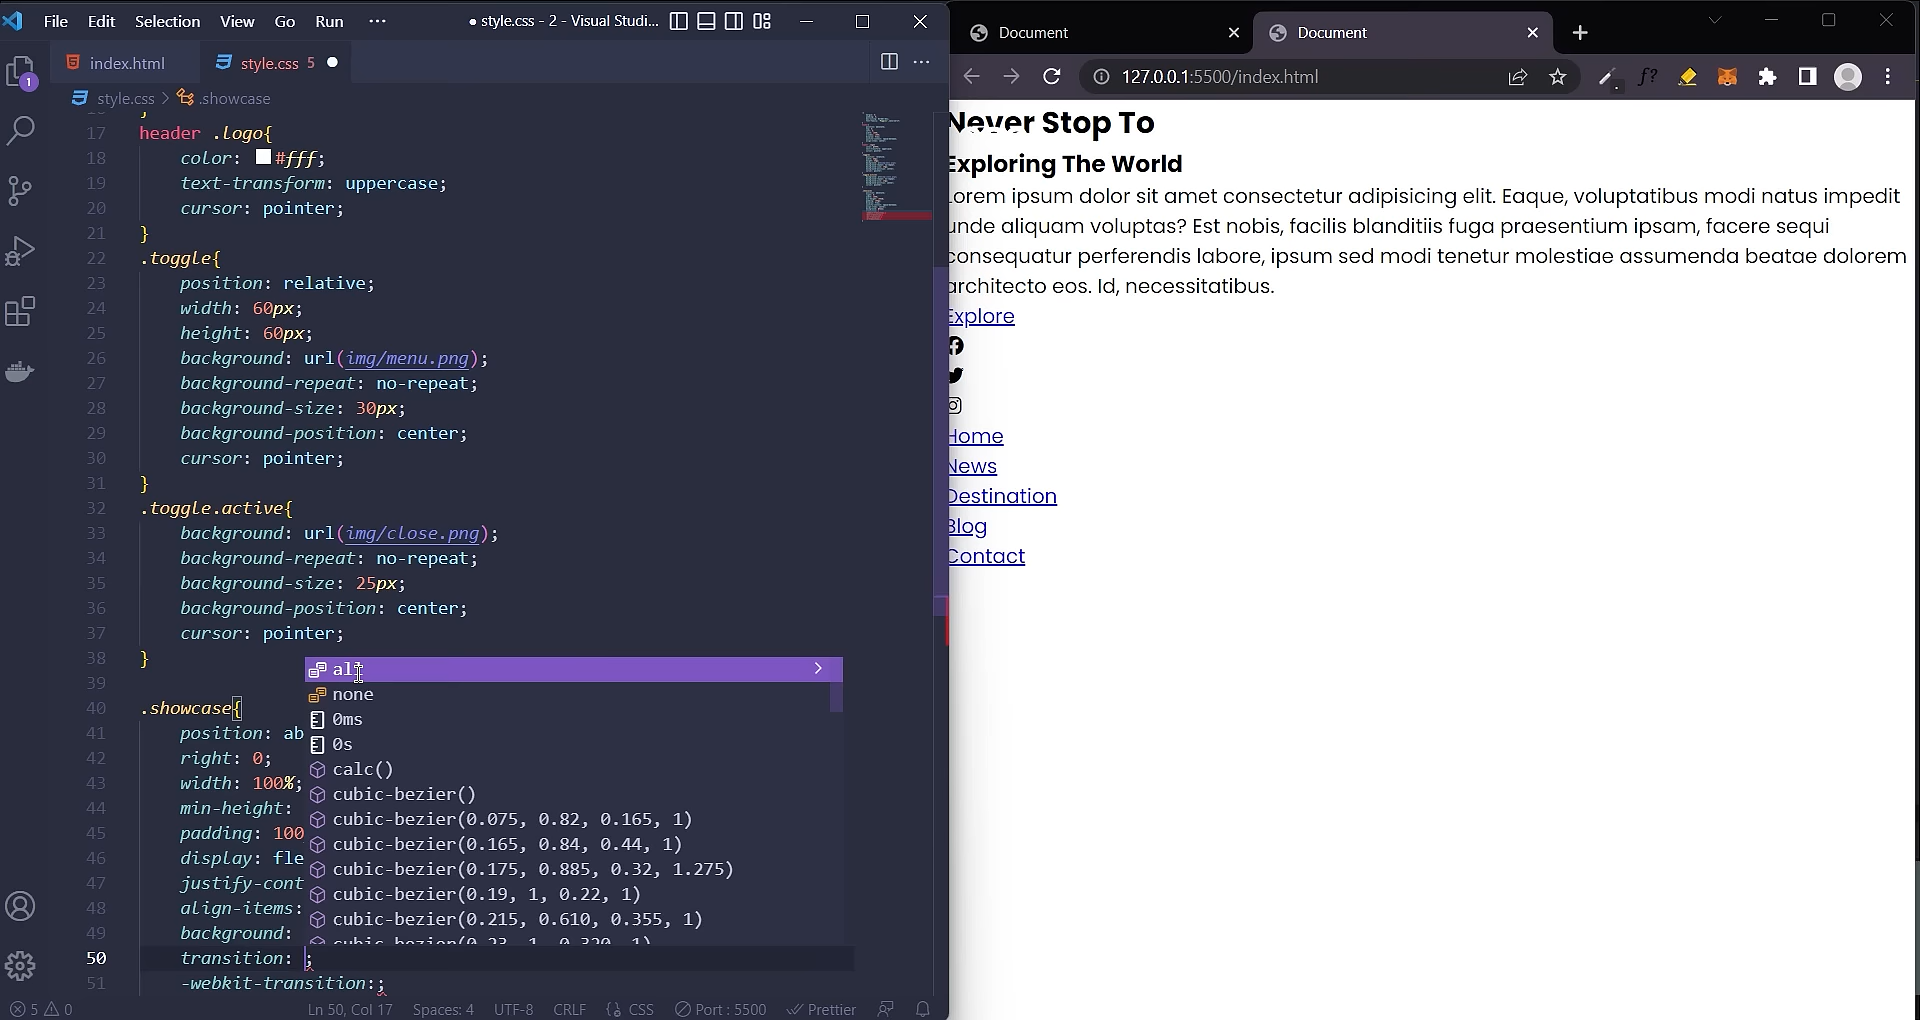 File Edit Selection View Go Run ··· ● style.css - 2 - Visual Studi...
index.html style.css 5 ●
style.css > .showcase
17 header .logo{
18 color: #fff;
19 text-transform: uppercase;
20 cursor: pointer;
21 }
22 .toggle{
23 position: relative;
24 width: 60px;
25 height: 60px;
26 background: url(img/menu.png);
27 background-repeat: no-repeat;
28 background-size: 30px;
29 background-position: center;
30 cursor: pointer;
31 }
32 .toggle.active{
33 background: url(img/close.png);
34 background-repeat: no-repeat;
35 background-size: 25px;
36 background-position: center;
37 cursor: pointer;
38 }
39
40 .showcase{
41 position: ab
42 right: 0;
43 width: 100%;
44 min-height:
45 padding: 100
46 display: fle
47 justify-cont
48 align-items:
49 background:
50 transition: ;
51 -webkit-transition:;
all
none
0ms
0s
calc()
cubic-bezier()
cubic-bezier(0.075, 0.82, 0.165, 1)
cubic-bezier(0.165, 0.84, 0.44, 1)
cubic-bezier(0.175, 0.885, 0.32, 1.275)
cubic-bezier(0.19, 1, 0.22, 1)
cubic-bezier(0.215, 0.610, 0.355, 1)
cubic-bezier(0.23, 1, 0.320, 1)
1
5 0 Ln 50, Col 17 Spaces: 4 UTF-8 CRLF {} CSS Port : 5500 Prettier
Document Document
127.0.0.1:5500/index.html
f?
Never Stop To
Exploring The World
Lorem ipsum dolor sit amet consectetur adipisicing elit. Eaque, voluptatibus modi natus impedit
unde aliquam voluptas? Est nobis, facilis blanditiis fuga praesentium ipsam, facere sequi
consequatur perferendis labore, ipsum sed modi tenetur molestiae assumenda beatae dolorem
architecto eos. Id, necessitatibus.
Explore
Home
News
Destination
Blog
Contact